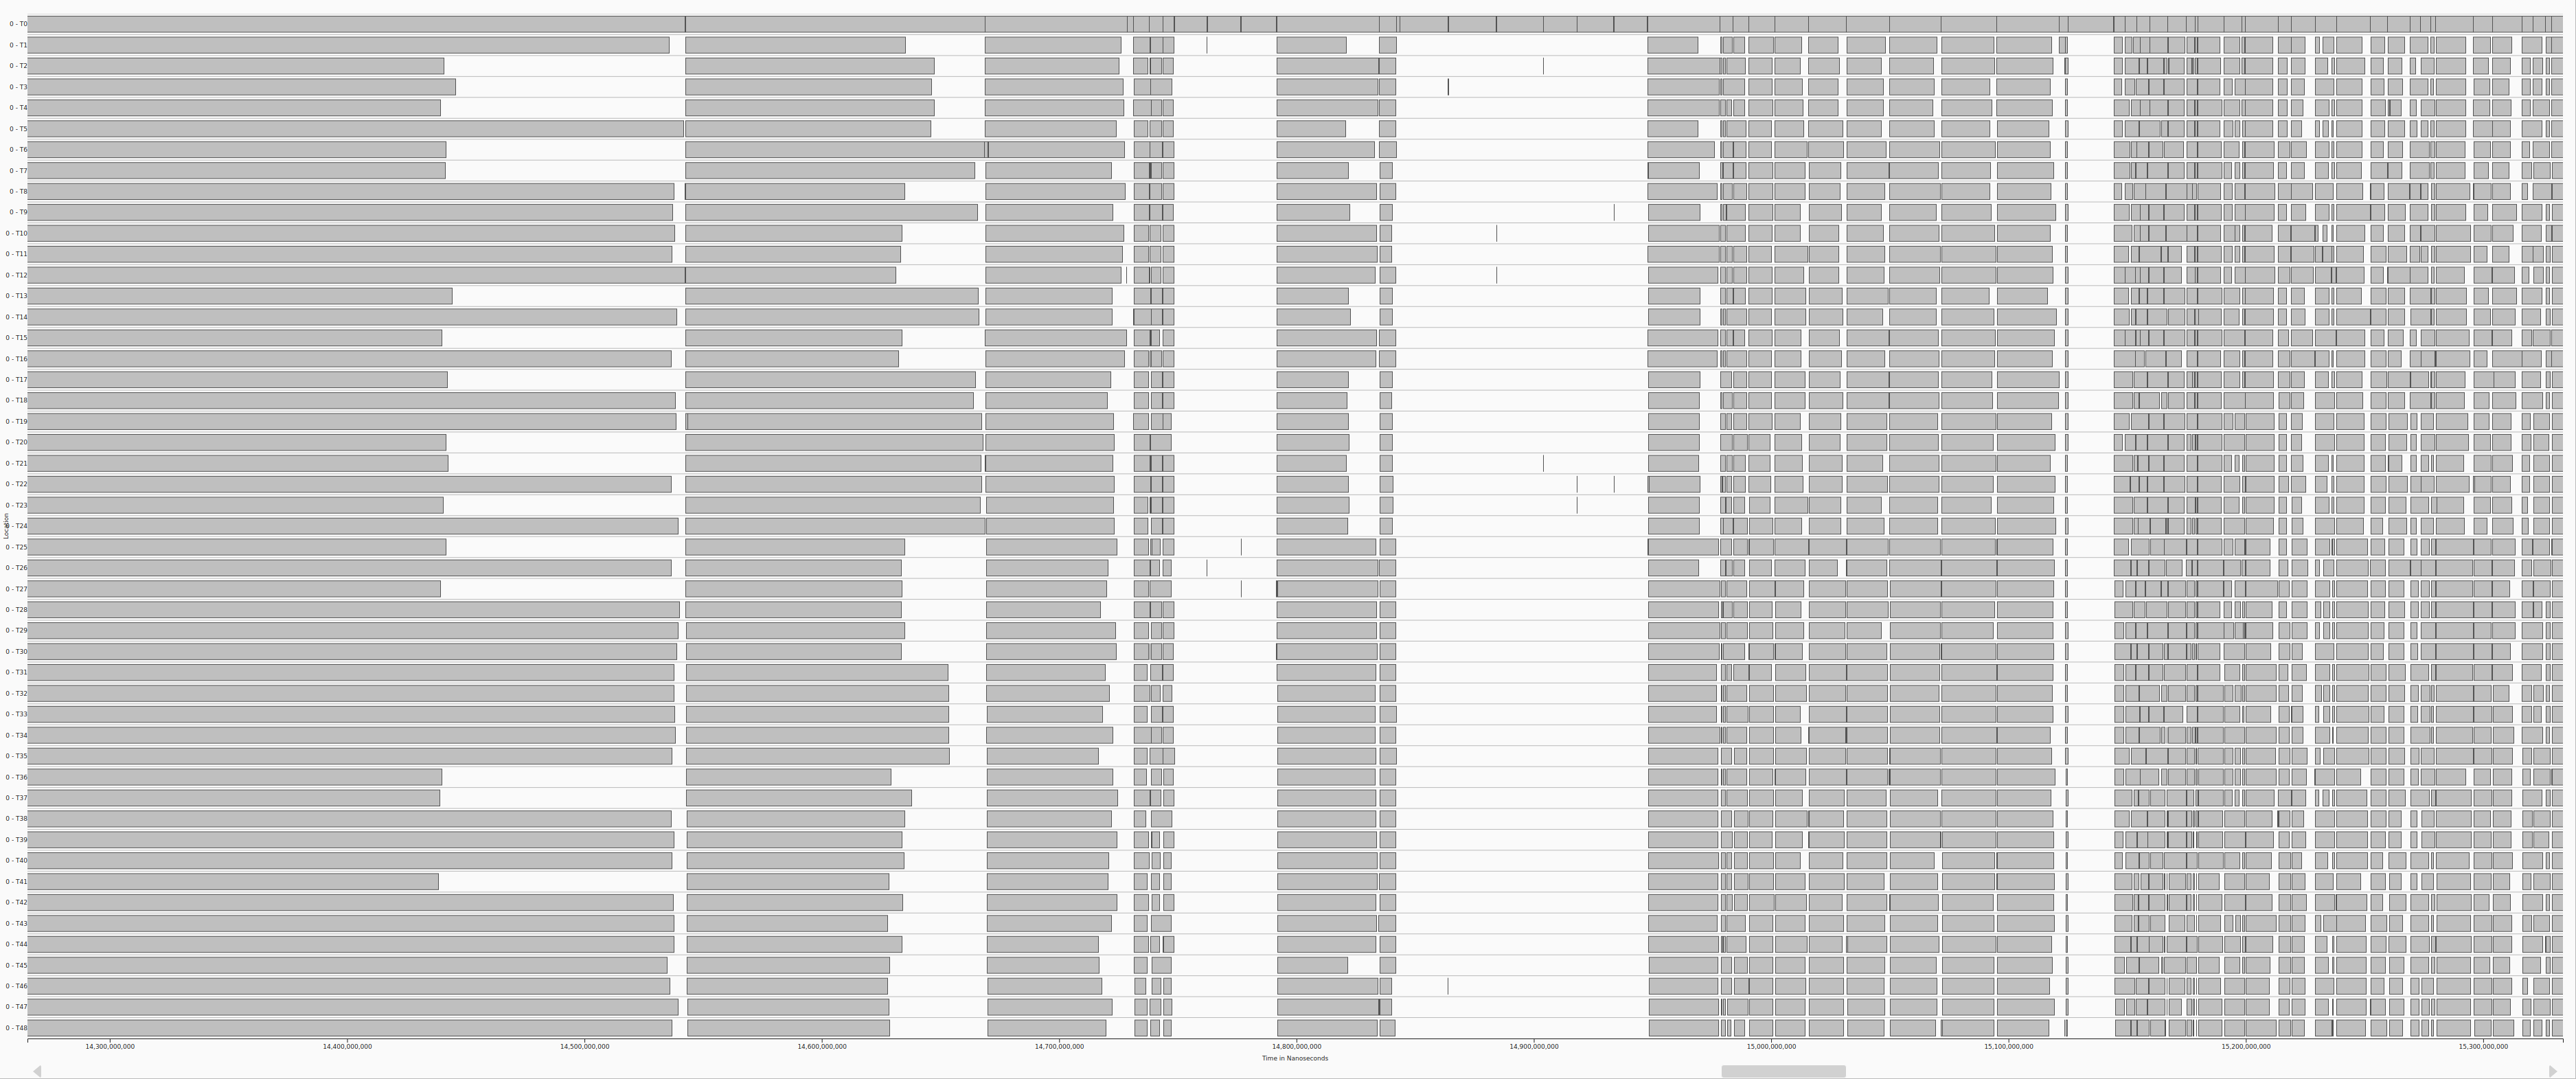 0 - T0
0 - T1
0 - T2
0 - T3
0 - T4
0 - T5
0 - T6
0 - T7
0 - T8
0 - T9
0 - T10
0 - T11
0 - T12
0 - T13
0 - T14
0 - T15
0 - T16
0 - T17
0 - T18
0 - T19
0 - T20
0 - T21
0 - T22
0 - T23
Location
0 - T24
0 - T25
0 - T26
0 - T27
0 - T28
0 - T29
0 - T30
0 - T31
0 - T32
0 - T33
0 - T34
0 - T35
0 - T36
0 - T37
0 - T38
0 - T39
0 - T40
0 - T41
0 - T42
0 - T43
0 - T44
0 - T45
0 - T46
0 - T47
0 - T48
14,300,000,000 14,400,000,000 14,500,000,000 14,600,000,000 14,700,000,000 14,800,000,000 14,900,000,000 15,000,000,000 15,100,000,000 15,200,000,000 15,300,000,000
Time in Nanoseconds